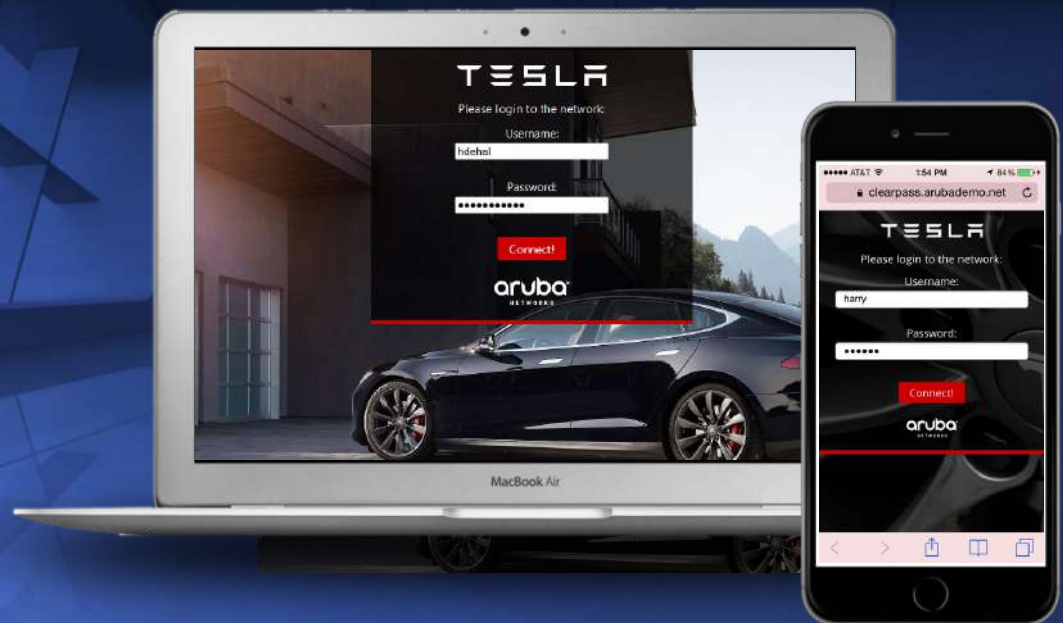 TESLA
Please login to the network:
Username:
hdehal
Password:
•••••••••••
Connect!
aruba
NETWORKS
MacBook Air
AT&T 1:54 PM 84%
clearpass.arubademo.net
TESLA
Please login to the network:
Username:
harry
Password:
••••••
Connect!
aruba
NETWORKS